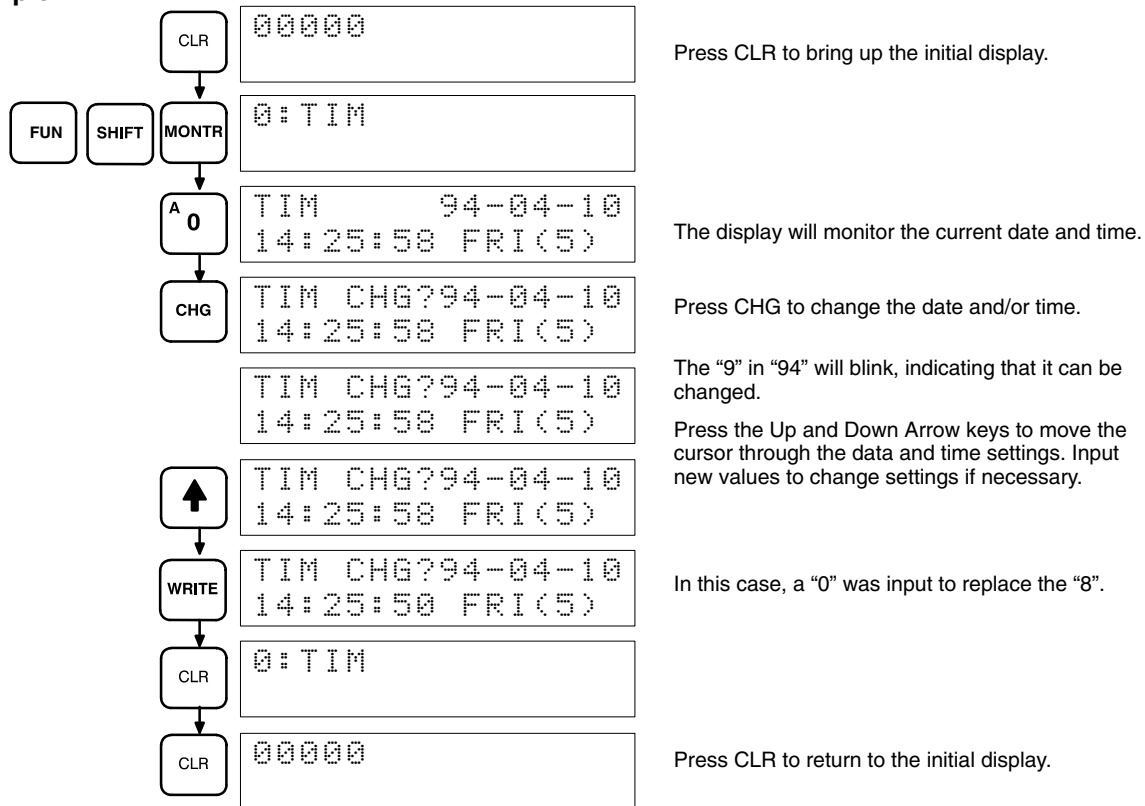 CLR
00000
Press CLR to bring up the initial display.
FUN SHIFT MONTR
0:TIM
A 0
TIM 94-04-10
14:25:58 FRI(5)
The display will monitor the current date and time.
CHG
TIM CHG?94-04-10
14:25:58 FRI(5)
Press CHG to change the date and/or time.
TIM CHG?94-04-10
14:25:58 FRI(5)
The “9” in “94” will blink, indicating that it can be
changed.
Press the Up and Down Arrow keys to move the
cursor through the data and time settings. Input
new values to change settings if necessary.
TIM CHG?94-04-10
14:25:58 FRI(5)
WRITE
TIM CHG?94-04-10
14:25:50 FRI(5)
In this case, a “0” was input to replace the “8”.
CLR
0:TIM
CLR
00000
Press CLR to return to the initial display.